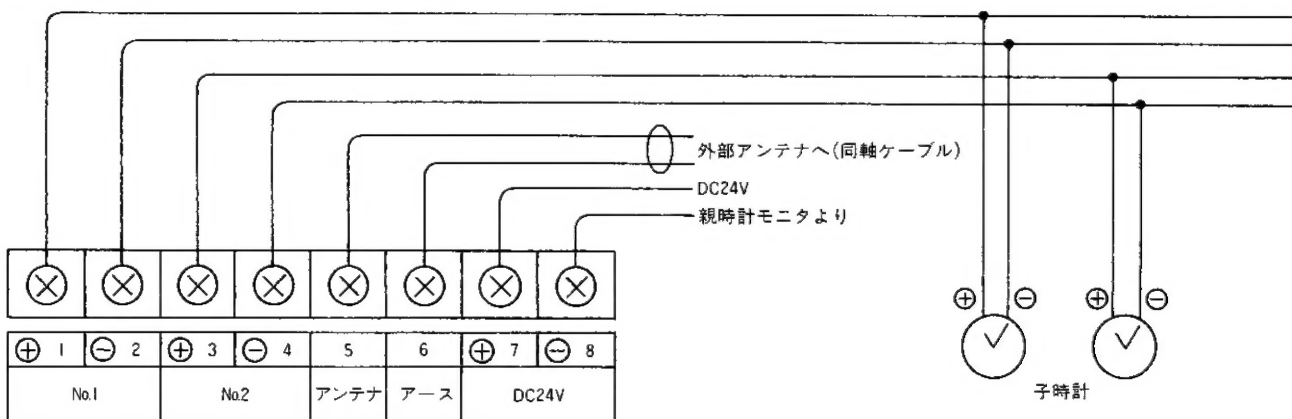 外部アンテナへ(同軸ケーブル)
DC24V
親時計モニタより
⊕ ⊖ ⊕ ⊖
⊕ 1 ⊖ 2 ⊕ 3 ⊖ 4 5 6 ⊕ 7 ⊖ 8
No.1 No.2 アンテナ アース DC24V
子時計